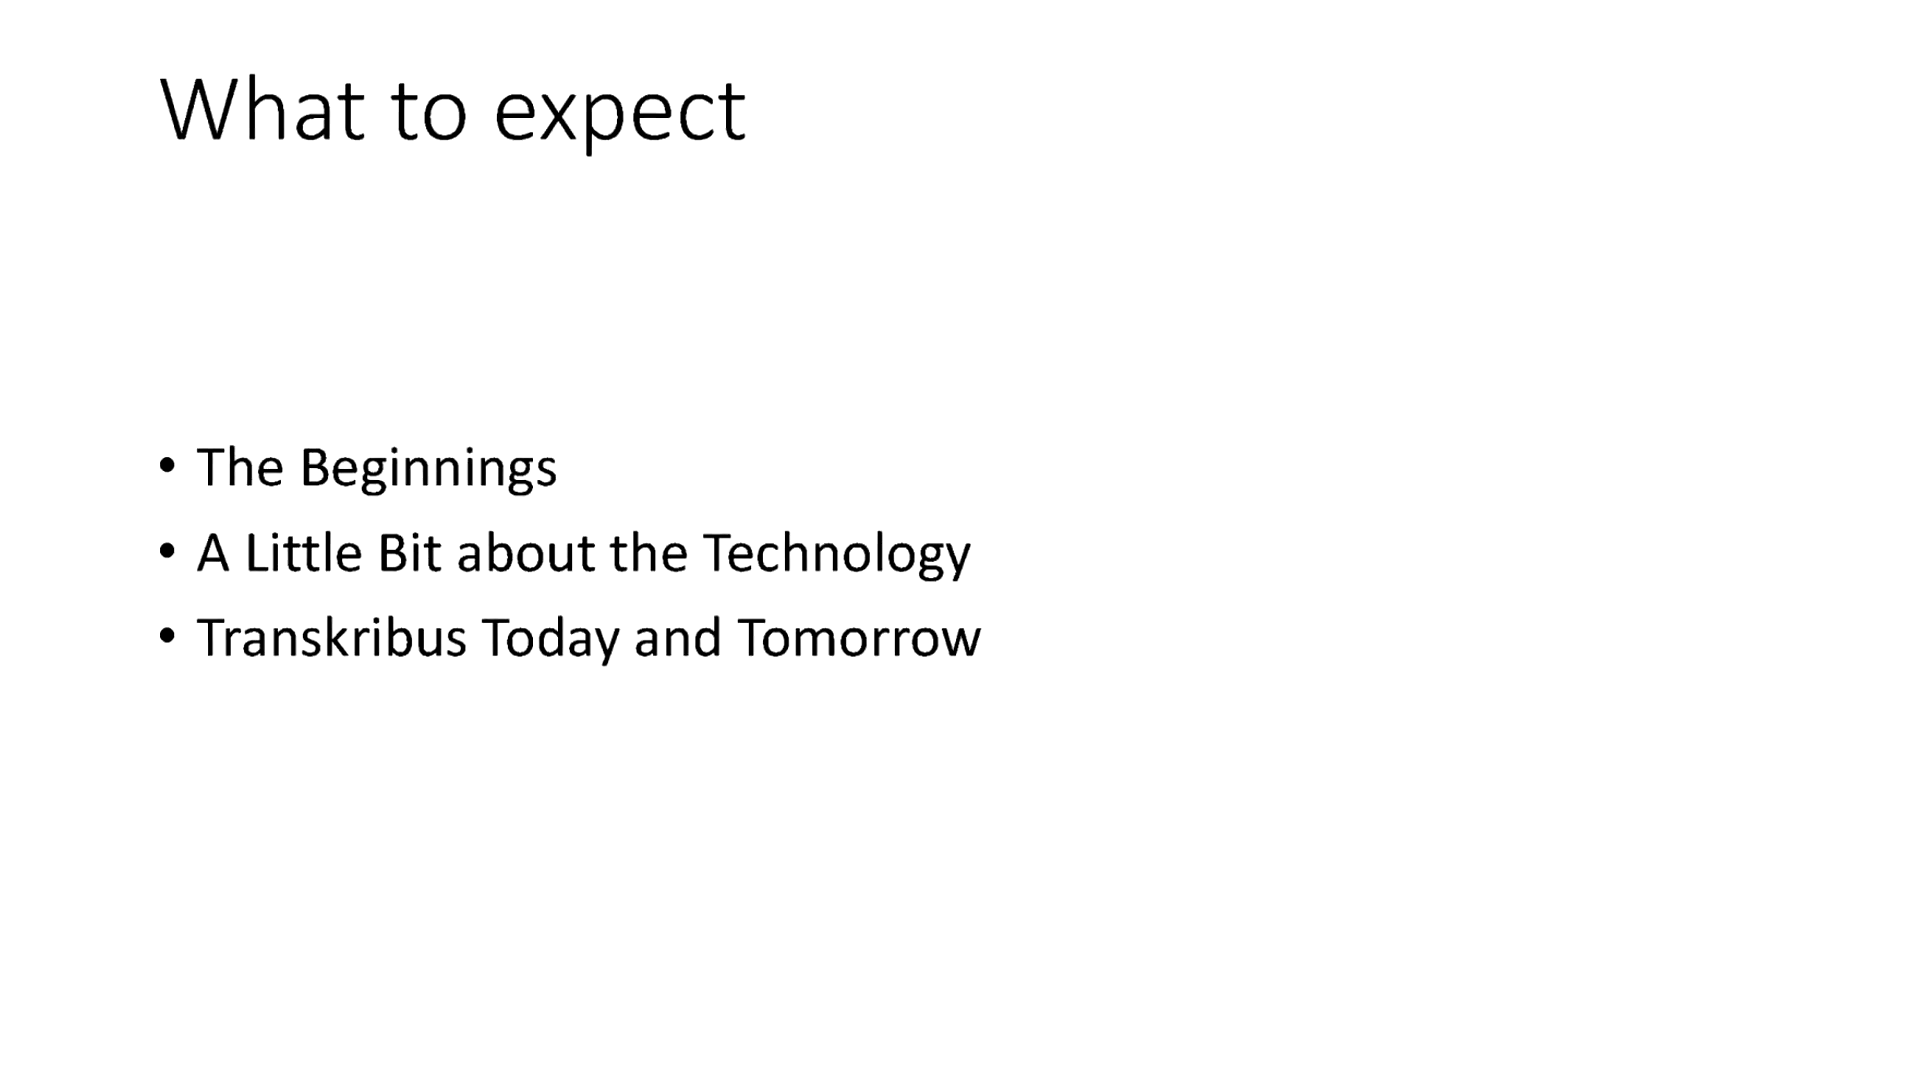 What to expect
• The Beginnings
• A Little Bit about the Technology
• Transkribus Today and Tomorrow